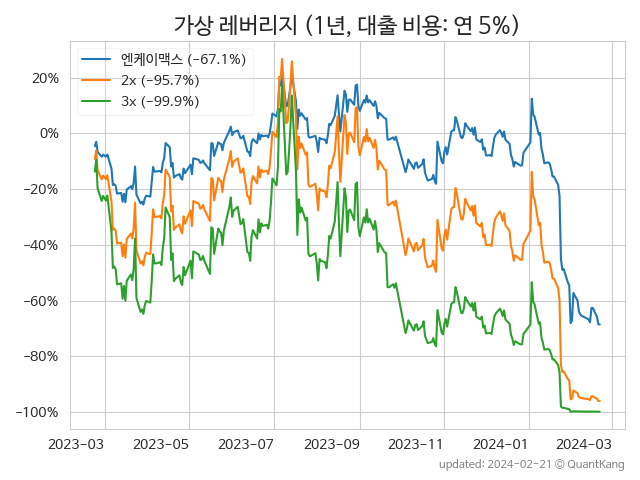 가상 레버리지 (1년, 대출 비용: 연 5%)
엔케이맥스 (−67.1%)
2x (−95.7%)
3x (−99.9%)
20%
0%
−20%
−40%
−60%
−80%
−100%
2023-03 2023-05 2023-07 2023-09 2023-11 2024-01 2024-03
updated: 2024-02-21 ⓒ QuantKang